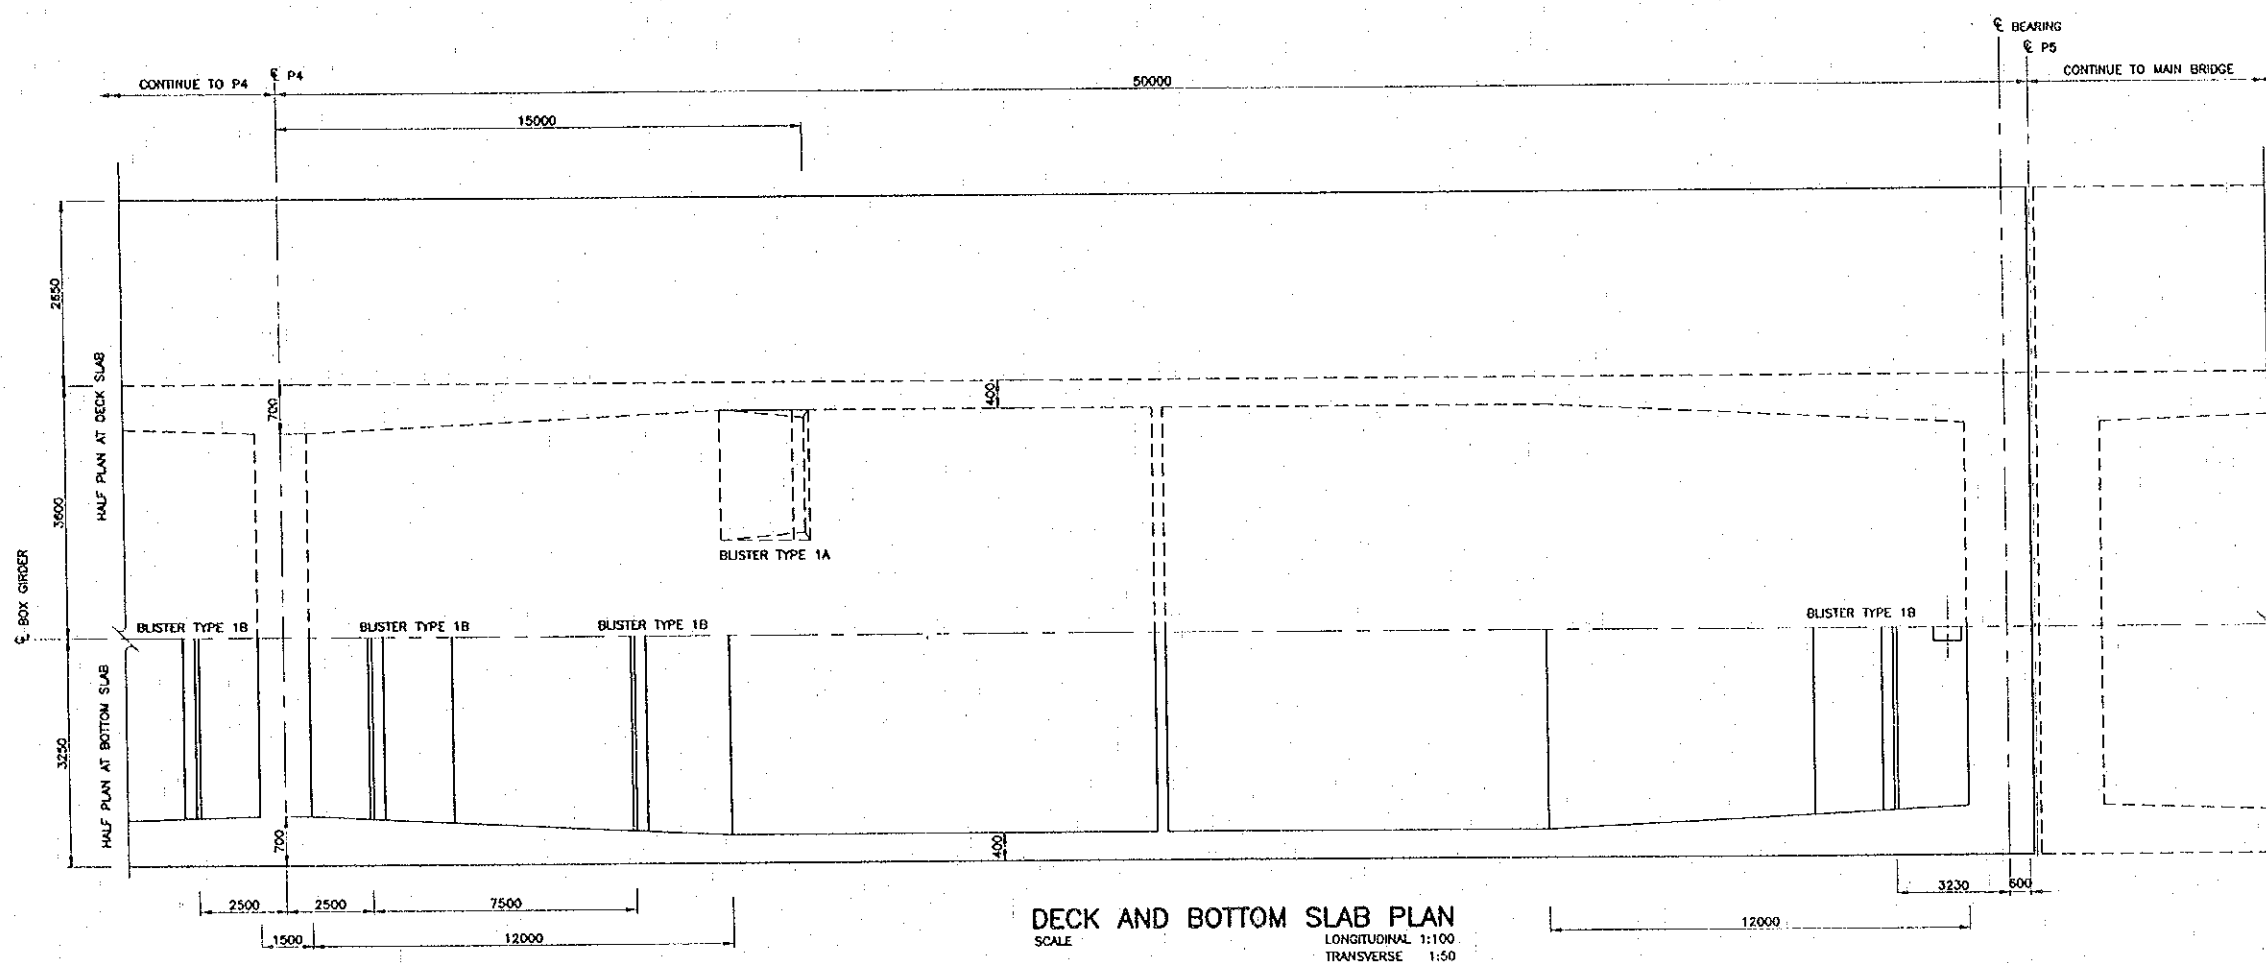 ℄ BEARING
℄ P5
℄ P4
CONTINUE TO P4
50000
CONTINUE TO MAIN BRIDGE
15000
2650
HALF PLAN AT DECK SLAB
700
400
3600
BLISTER TYPE 1A
℄ BOX GIRDER
BLISTER TYPE 1B
BLISTER TYPE 1B
BLISTER TYPE 1B
BLISTER TYPE 1B
HALF PLAN AT BOTTOM SLAB
3250
700
400
2500
2500
7500
3230
600
1500
12000
12000
DECK AND BOTTOM SLAB PLAN
SCALE
LONGITUDINAL 1:100
TRANSVERSE 1:50